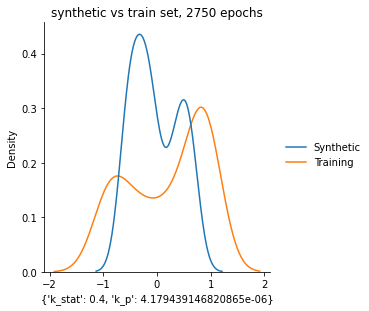 synthetic vs train set, 2750 epochs
0.4
0.3
0.2
0.1
0.0
Density
−2
−1
0
1
2
{'k_stat': 0.4, 'k_p': 4.179439146820865e-06}
Synthetic
Training